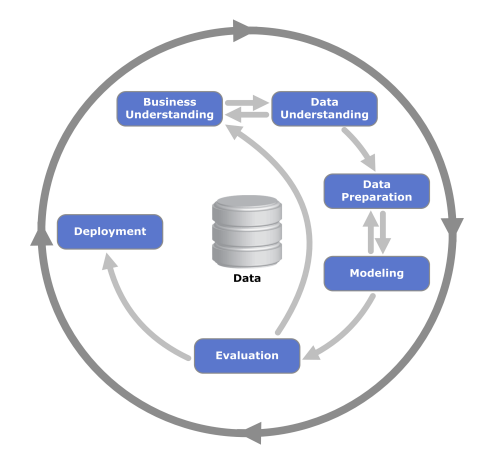 Business
Understanding
Data
Understanding
Data
Preparation
Deployment
Data
Modeling
Evaluation